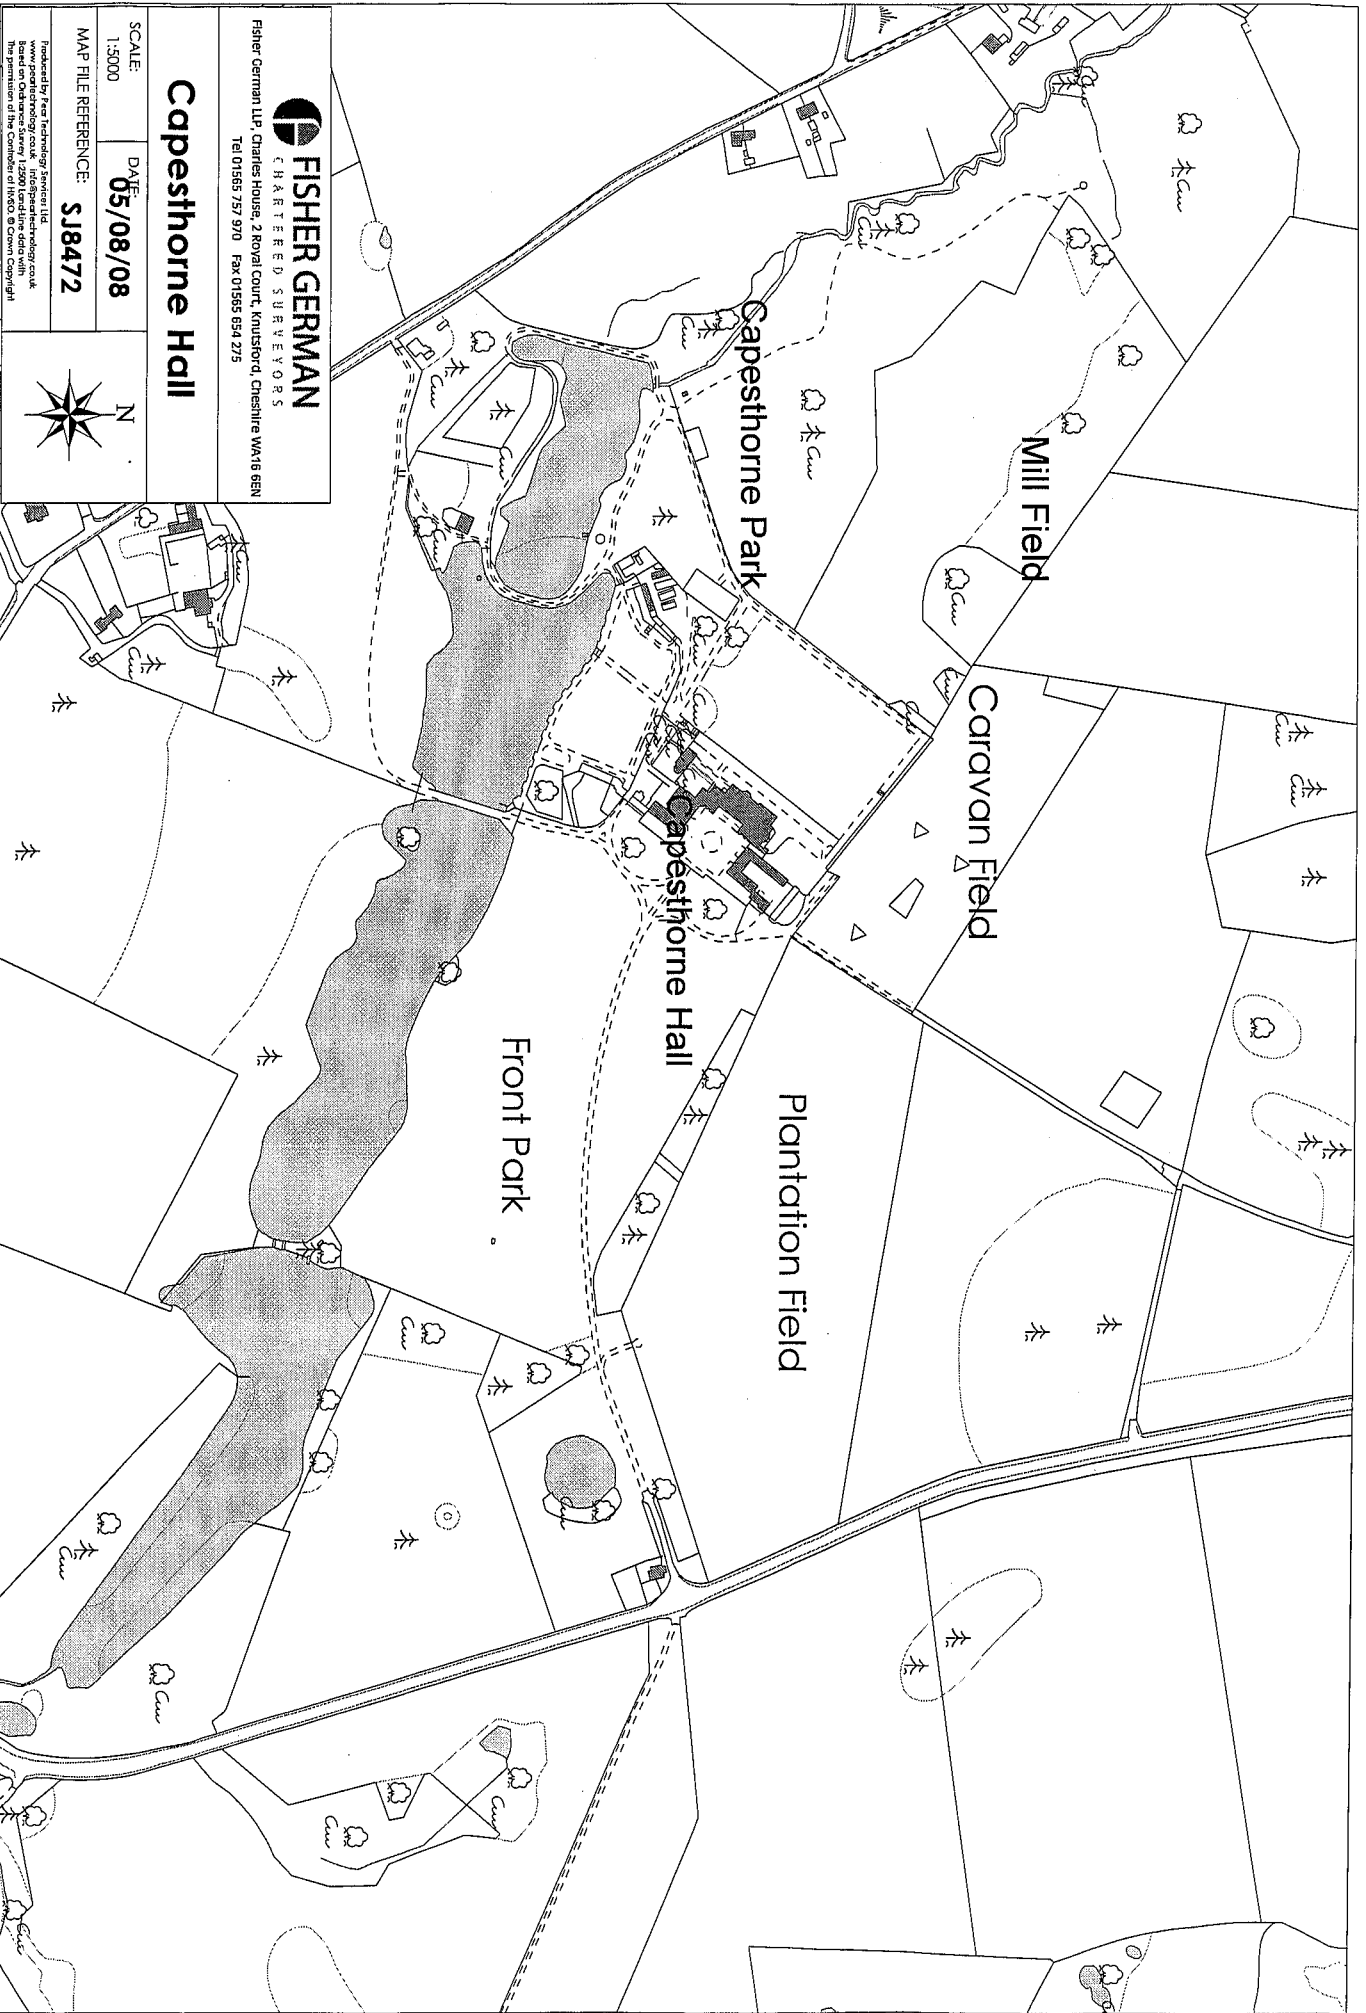 Mill Field
Caravan Field
Capesthorne Park
Capesthorne Hall
Plantation Field
Front Park
FISHER GERMAN
CHARTERED SURVEYORS
Fisher German LLP, Charles House, 2 Royal Court, Knutsford, Cheshire WA16 6EN
Tel 01565 757 970 Fax 01565 654 275
Capesthorne Hall
SCALE:
1:5000
DATE:
05/08/08
MAP FILE REFERENCE:
SJ8472
N
Produced by Pear Technology Services Ltd.
www.peartechnology.co.uk info@peartechnology.co.uk
Based on Ordnance Survey 1:2500 Land-Line data with
the permission of the Controller of HMSO. © Crown Copyright